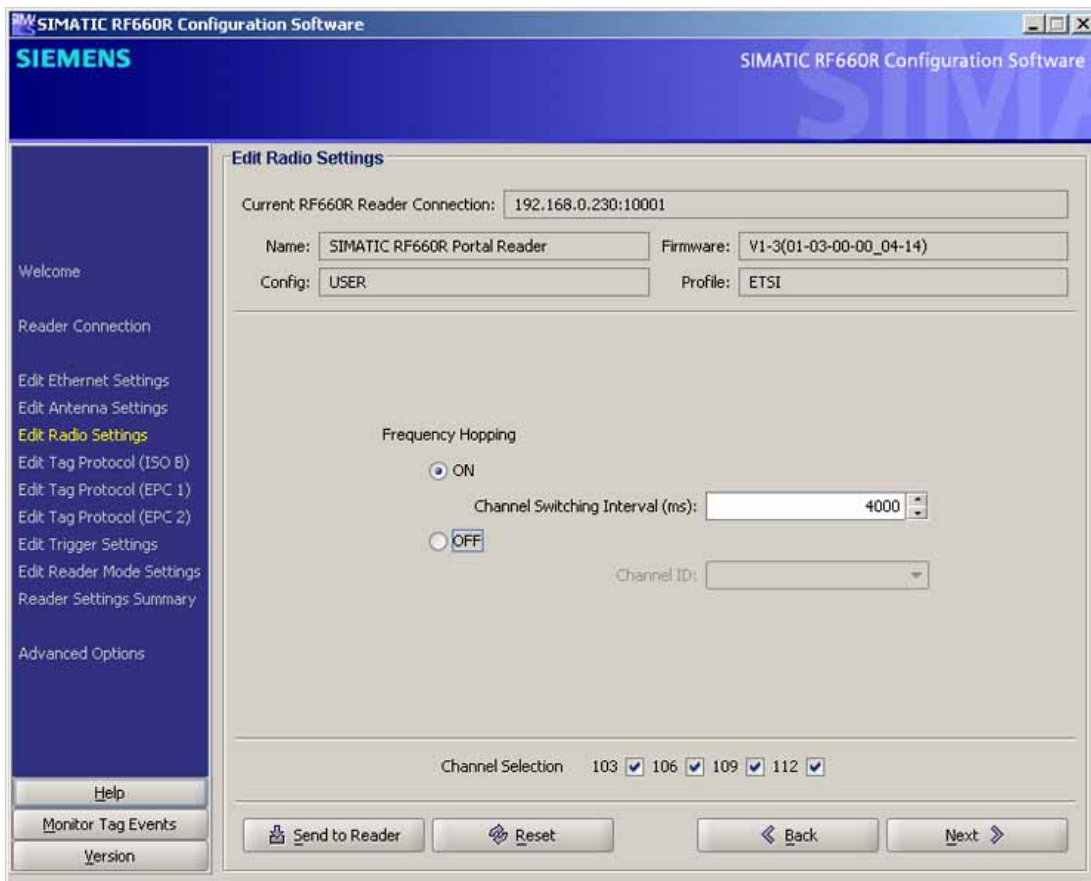 SIMATIC RF660R Configuration Software
SIEMENS
SIMATIC RF660R Configuration Software
Welcome
Reader Connection
Edit Ethernet Settings
Edit Antenna Settings
Edit Radio Settings
Edit Tag Protocol (ISO B)
Edit Tag Protocol (EPC 1)
Edit Tag Protocol (EPC 2)
Edit Trigger Settings
Edit Reader Mode Settings
Reader Settings Summary
Advanced Options
Help
Monitor Tag Events
Version
Edit Radio Settings
Current RF660R Reader Connection: 192.168.0.230:10001
Name: SIMATIC RF660R Portal Reader Firmware: V1-3(01-03-00-00_04-14)
Config: USER Profile: ETSI
Frequency Hopping
ON
Channel Switching Interval (ms): 4000
OFF
Channel ID:
Channel Selection 103 106 109 112
Send to Reader Reset Back Next